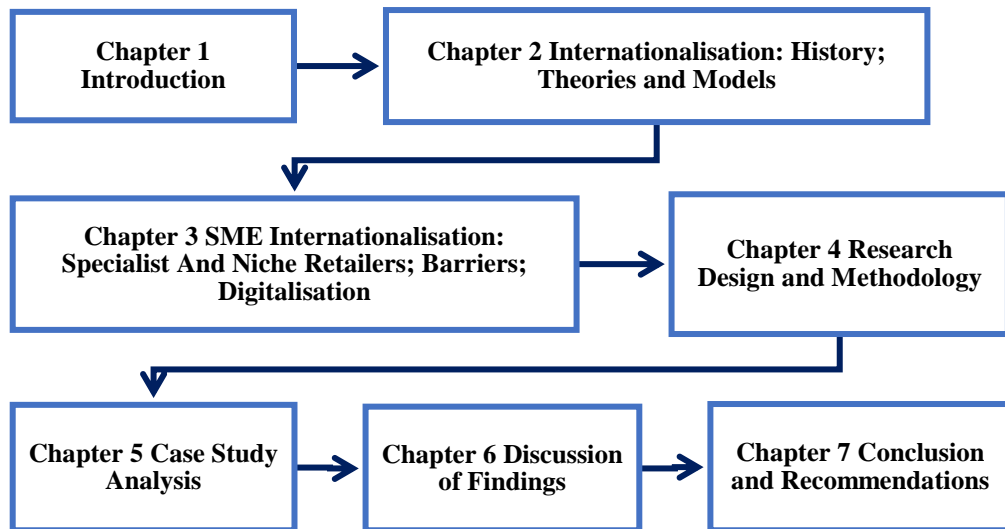 Chapter 1
Introduction
Chapter 2 Internationalisation: History;
Theories and Models
Chapter 3 SME Internationalisation:
Specialist And Niche Retailers; Barriers;
Digitalisation
Chapter 4 Research
Design and Methodology
Chapter 5 Case Study
Analysis
Chapter 6 Discussion
of Findings
Chapter 7 Conclusion
and Recommendations